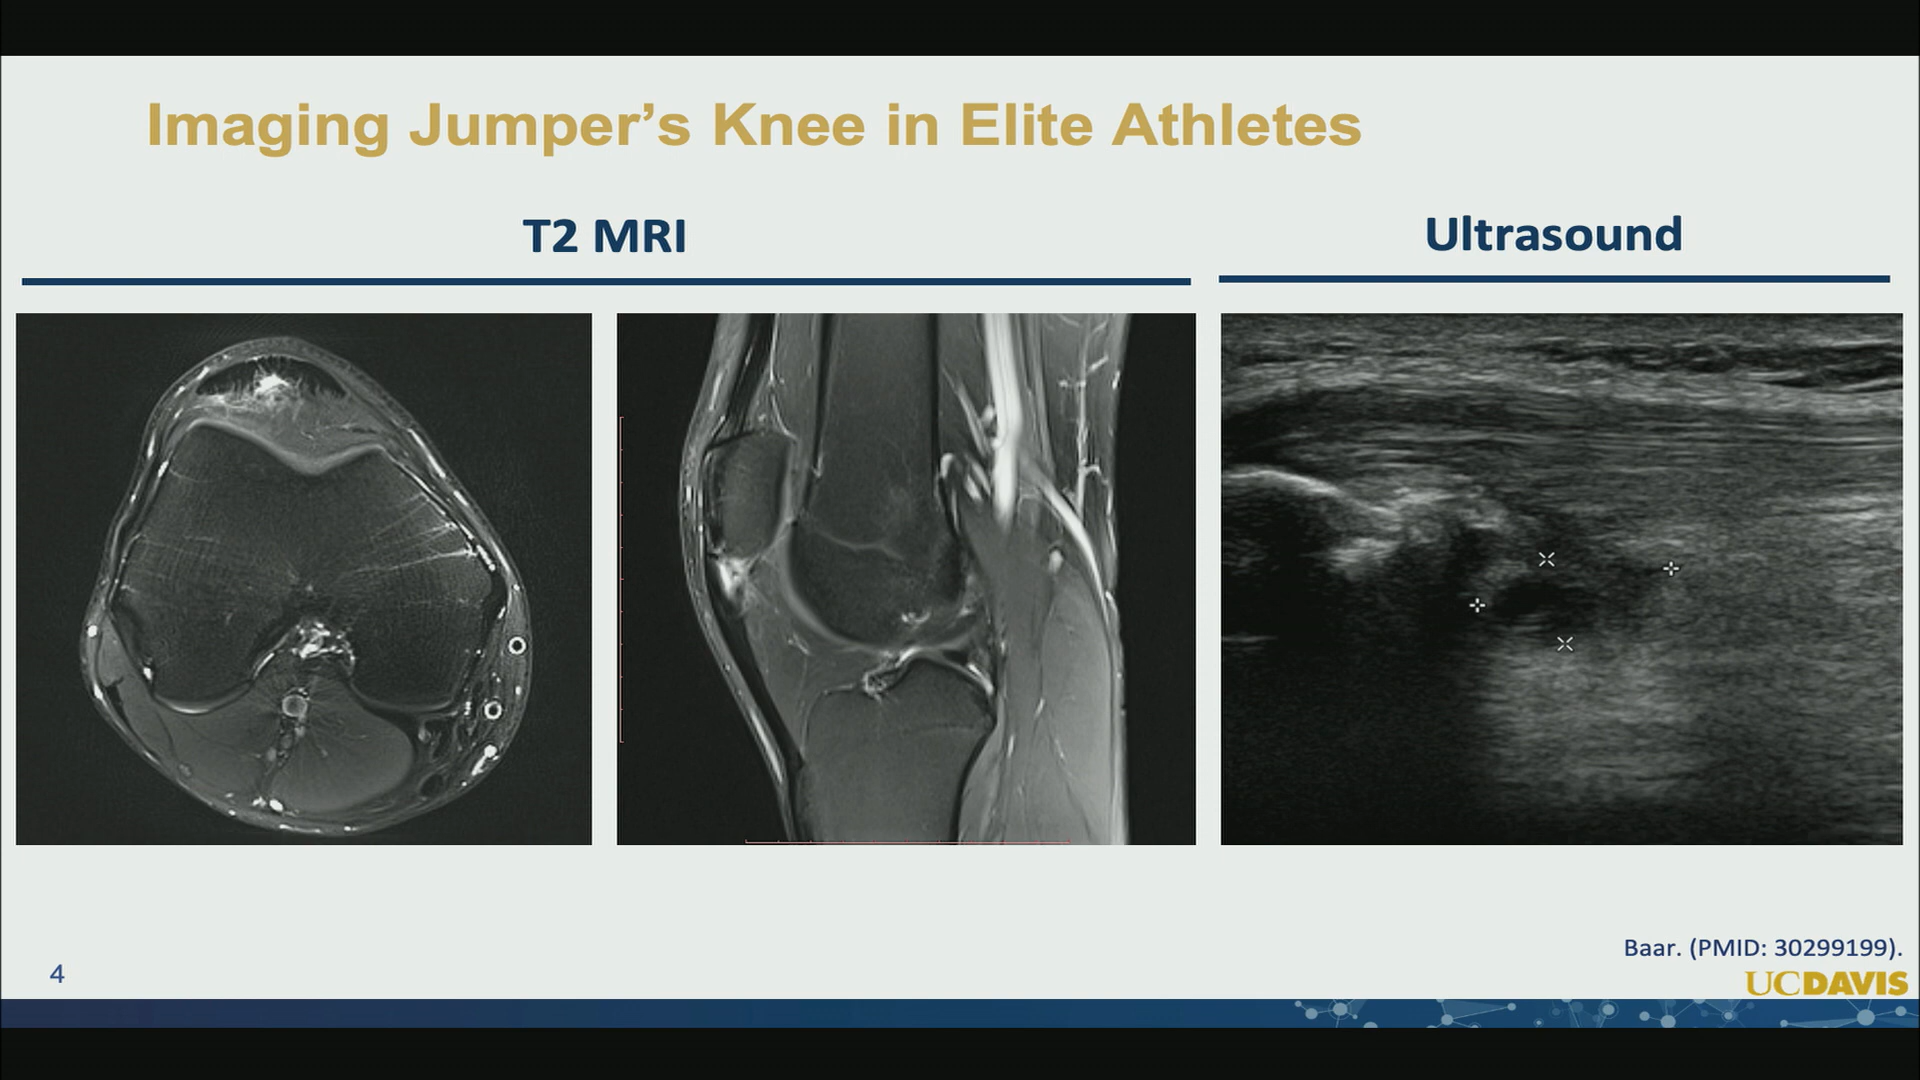 Imaging Jumper’s Knee in Elite Athletes
T2 MRI
Ultrasound
Baar. (PMID: 30299199).
4
UCDAVIS